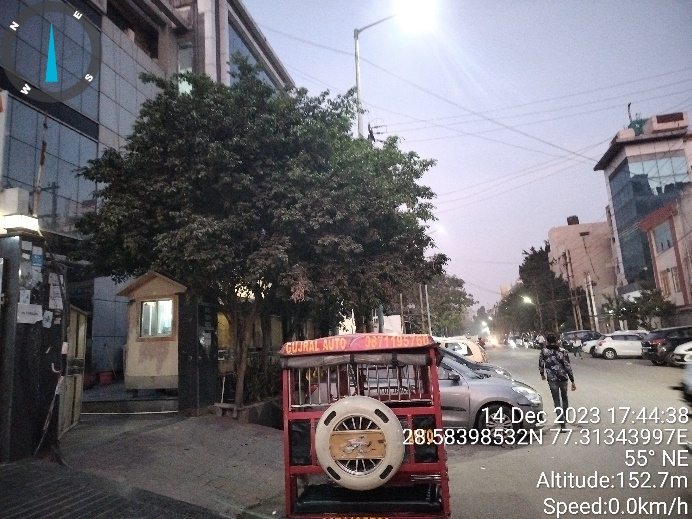 N
E
S
W
GUJRAL AUTO
14 Dec 2023 17:44:38
28.58398532N 77.31343997E
55° NE
Altitude:152.7m
Speed:0.0km/h